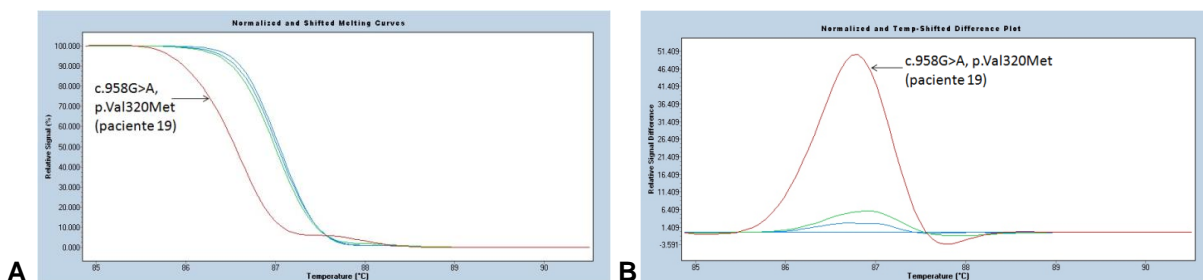 Normalized and Shifted Melting Curves
Relative Signal (%)
100.000
90.000
80.000
70.000
60.000
50.000
40.000
30.000
20.000
10.000
0.000
c.958G>A,
p.Val320Met
(paciente 19)
85 86 87 88 89 90
Temperature (°C)
A
Normalized and Temp-Shifted Difference Plot
Relative Signal Difference
51.409
46.409
41.409
36.409
31.409
26.409
21.409
16.409
11.409
6.409
1.409
-3.591
c.958G>A, p.Val320Met
(paciente 19)
85 86 87 88 89 90
Temperature (°C)
B